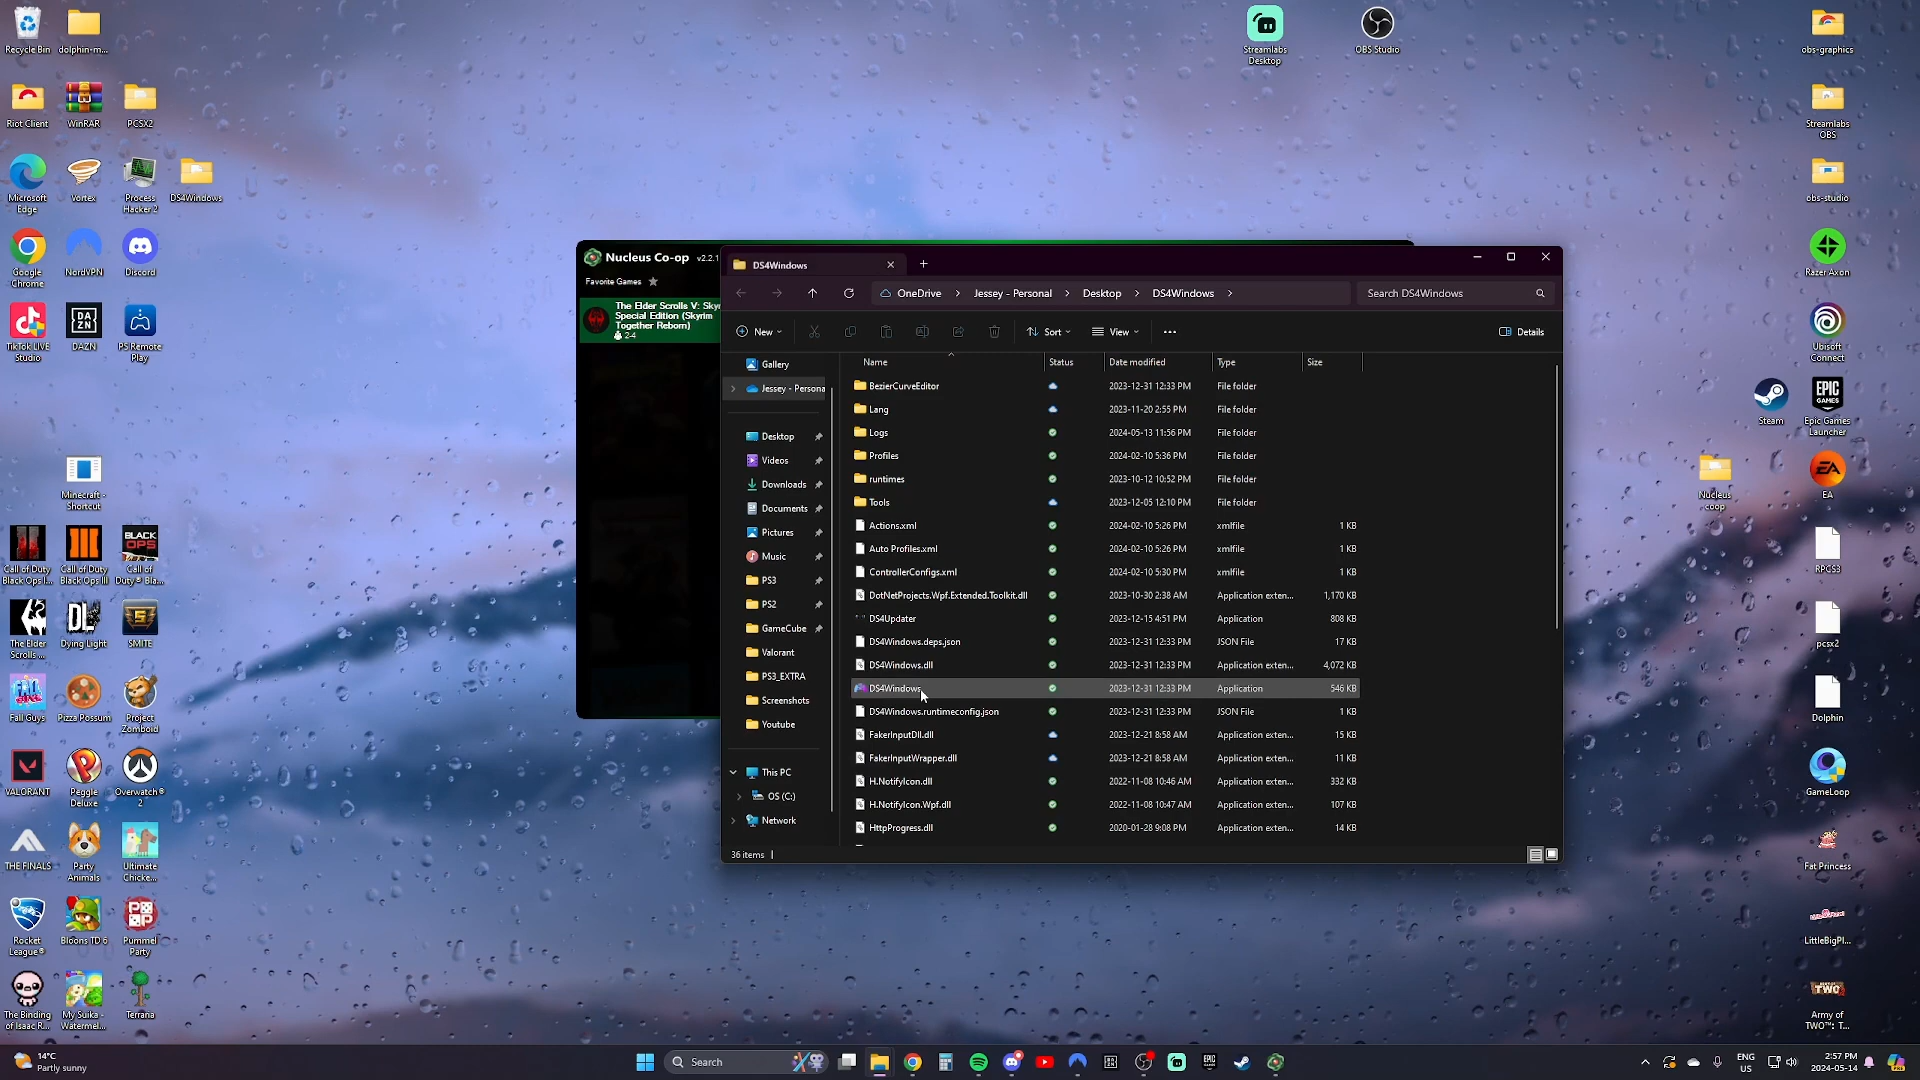 Recycle Bin
dolphin-m...
Riot Client
WinRAR
PCSX2
Microsoft
Edge
Vortex
Process
Hacker 2
DS4Windows
Google
Chrome
NordVPN
Discord
TikTok LIVE
Studio
DAZN
DAZN
PS Remote
Play
Minecraft -
Shortcut
Call of Duty
Black Ops I...
Call of Duty
Black Ops III
BLACK
OPS
Call of
Duty® Bla...
The Elder
Scrolls ...
Dying Light
SMITE
Fall Guys
Pizza Possum
Project
Zomboid
VALORANT
Peggle
Deluxe
Overwatch®
2
THE FINALS
Party
Animals
Ultimate
Chicke...
Rocket
League®
Bloons TD 6
Pummel
Party
The Binding
of Isaac R...
My Suika -
Watermel...
Terraria
Streamlabs
Desktop
OBS Studio
obs-graphics
Streamlabs
OBS
obs-studio
Razer Axon
Ubisoft
Connect
Steam
EPIC
GAMES
Epic Games
Launcher
Nucleus
coop
EA
EA
RPCS3
pcsx2
Dolphin
GameLoop
Fat Princess
LittleBigPl...
ARMY OF TWO
Army of
TWO™: T...
Nucleus Co-op v2.2.1
Favorite Games
The Elder Scrolls V: Sky
Special Edition (Skyrim
Together Reborn)
2-4
DS4Windows
OneDrive > Jessey - Personal > Desktop > DS4Windows >
Search DS4Windows
New
Sort
View
Details
Gallery
Jessey - Persona
Desktop
Videos
Downloads
Documents
Pictures
Music
PS3
PS2
GameCube
Valorant
PS3_EXTRA
Screenshots
Youtube
This PC
OS (C:)
Network
Name Status Date modified Type Size
BezierCurveEditor 2023-12-31 12:33 PM File folder
Lang 2023-11-20 2:55 PM File folder
Logs 2024-05-13 11:56 PM File folder
Profiles 2024-02-10 5:36 PM File folder
runtimes 2023-10-12 10:52 PM File folder
Tools 2023-12-05 12:10 PM File folder
Actions.xml 2024-02-10 5:26 PM xmlfile 1 KB
Auto Profiles.xml 2024-02-10 5:26 PM xmlfile 1 KB
ControllerConfigs.xml 2024-02-10 5:30 PM xmlfile 1 KB
DotNetProjects.Wpf.Extended.Toolkit.dll 2023-10-30 2:38 AM Application exten... 1,170 KB
DS4Updater 2023-12-15 4:51 PM Application 808 KB
DS4Windows.deps.json 2023-12-31 12:33 PM JSON File 17 KB
DS4Windows.dll 2023-12-31 12:33 PM Application exten... 4,072 KB
DS4Windows 2023-12-31 12:33 PM Application 546 KB
DS4Windows.runtimeconfig.json 2023-12-31 12:33 PM JSON File 1 KB
FakerInputDll.dll 2023-12-21 8:58 AM Application exten... 15 KB
FakerInputWrapper.dll 2023-12-21 8:58 AM Application exten... 11 KB
H.NotifyIcon.dll 2022-11-08 10:46 AM Application exten... 332 KB
H.NotifyIcon.Wpf.dll 2022-11-08 10:47 AM Application exten... 107 KB
HttpProgress.dll 2020-01-28 9:08 PM Application exten... 14 KB
36 items
14°C
Partly sunny
Search
ENG
US
2:57 PM
2024-05-14